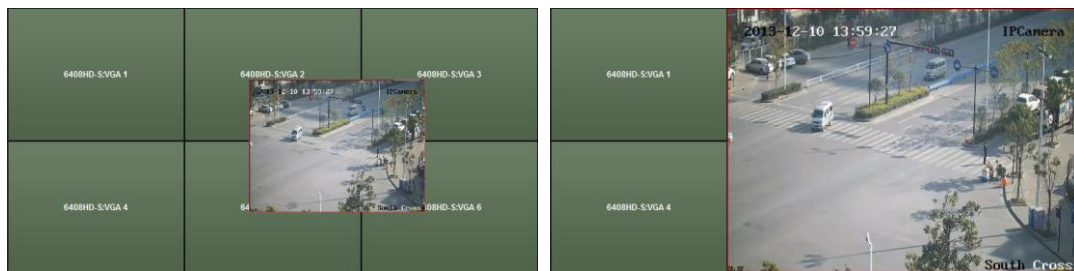 6408HD-S:VGA 1
6408HD-S:VGA 2
6408HD-S:VGA 3
2013-12-10 13:59:27
IPCamera
6408HD-S:VGA 4
64
08HD-S:VGA 6
South Cross
6408HD-S:VGA 1
2013-12-10 13:59:27
IPCamera
6408HD-S:VGA 4
South Cross